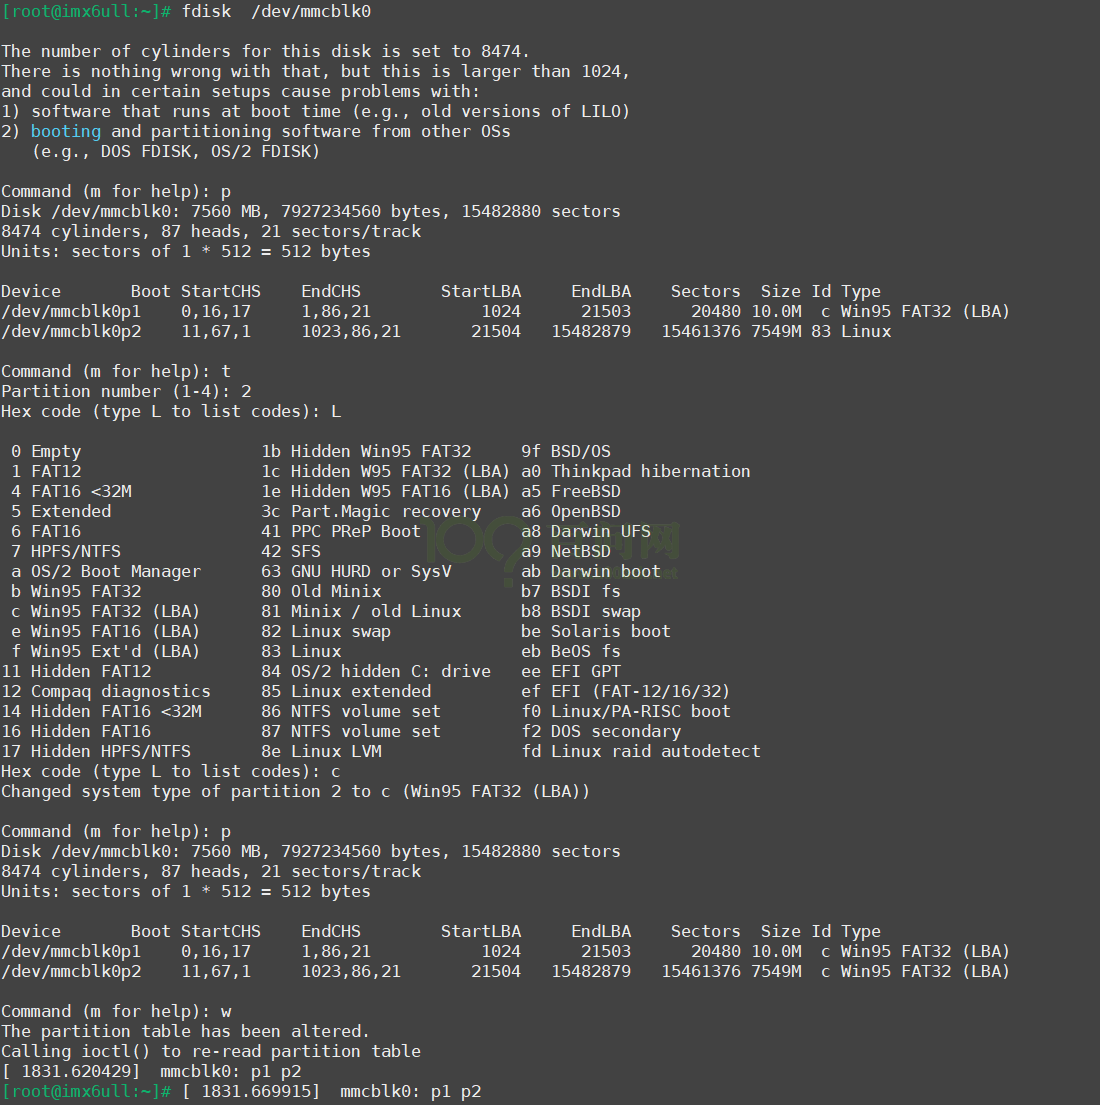 [root@imx6ull:~]# fdisk  /dev/mmcblk0

The number of cylinders for this disk is set to 8474.
There is nothing wrong with that, but this is larger than 1024,
and could in certain setups cause problems with:
1) software that runs at boot time (e.g., old versions of LILO)
2) booting and partitioning software from other OSs
   (e.g., DOS FDISK, OS/2 FDISK)

Command (m for help): p
Disk /dev/mmcblk0: 7560 MB, 7927234560 bytes, 15482880 sectors
8474 cylinders, 87 heads, 21 sectors/track
Units: sectors of 1 * 512 = 512 bytes

Device       Boot StartCHS    EndCHS        StartLBA     EndLBA    Sectors  Size Id Type
/dev/mmcblk0p1    0,16,17     1,86,21           1024      21503      20480 10.0M  c Win95 FAT32 (LBA)
/dev/mmcblk0p2    11,67,1     1023,86,21       21504   15482879   15461376 7549M 83 Linux

Command (m for help): t
Partition number (1-4): 2
Hex code (type L to list codes): L

 0 Empty                  1b Hidden Win95 FAT32     9f BSD/OS
 1 FAT12                  1c Hidden W95 FAT32 (LBA) a0 Thinkpad hibernation
 4 FAT16 <32M             1e Hidden W95 FAT16 (LBA) a5 FreeBSD
 5 Extended               3c Part.Magic recovery    a6 OpenBSD
 6 FAT16                  41 PPC PReP Boot          a8 Darwin UFS
 7 HPFS/NTFS              42 SFS                    a9 NetBSD
 a OS/2 Boot Manager      63 GNU HURD or SysV       ab Darwin boot
 b Win95 FAT32            80 Old Minix              b7 BSDI fs
 c Win95 FAT32 (LBA)      81 Minix / old Linux      b8 BSDI swap
 e Win95 FAT16 (LBA)      82 Linux swap             be Solaris boot
 f Win95 Ext'd (LBA)      83 Linux                  eb BeOS fs
11 Hidden FAT12           84 OS/2 hidden C: drive   ee EFI GPT
12 Compaq diagnostics     85 Linux extended         ef EFI (FAT-12/16/32)
14 Hidden FAT16 <32M      86 NTFS volume set        f0 Linux/PA-RISC boot
16 Hidden FAT16           87 NTFS volume set        f2 DOS secondary
17 Hidden HPFS/NTFS       8e Linux LVM              fd Linux raid autodetect
Hex code (type L to list codes): c
Changed system type of partition 2 to c (Win95 FAT32 (LBA))

Command (m for help): p
Disk /dev/mmcblk0: 7560 MB, 7927234560 bytes, 15482880 sectors
8474 cylinders, 87 heads, 21 sectors/track
Units: sectors of 1 * 512 = 512 bytes

Device       Boot StartCHS    EndCHS        StartLBA     EndLBA    Sectors  Size Id Type
/dev/mmcblk0p1    0,16,17     1,86,21           1024      21503      20480 10.0M  c Win95 FAT32 (LBA)
/dev/mmcblk0p2    11,67,1     1023,86,21       21504   15482879   15461376 7549M  c Win95 FAT32 (LBA)

Command (m for help): w
The partition table has been altered.
Calling ioctl() to re-read partition table
[ 1831.620429]  mmcblk0: p1 p2
[root@imx6ull:~]# [ 1831.669915]  mmcblk0: p1 p2